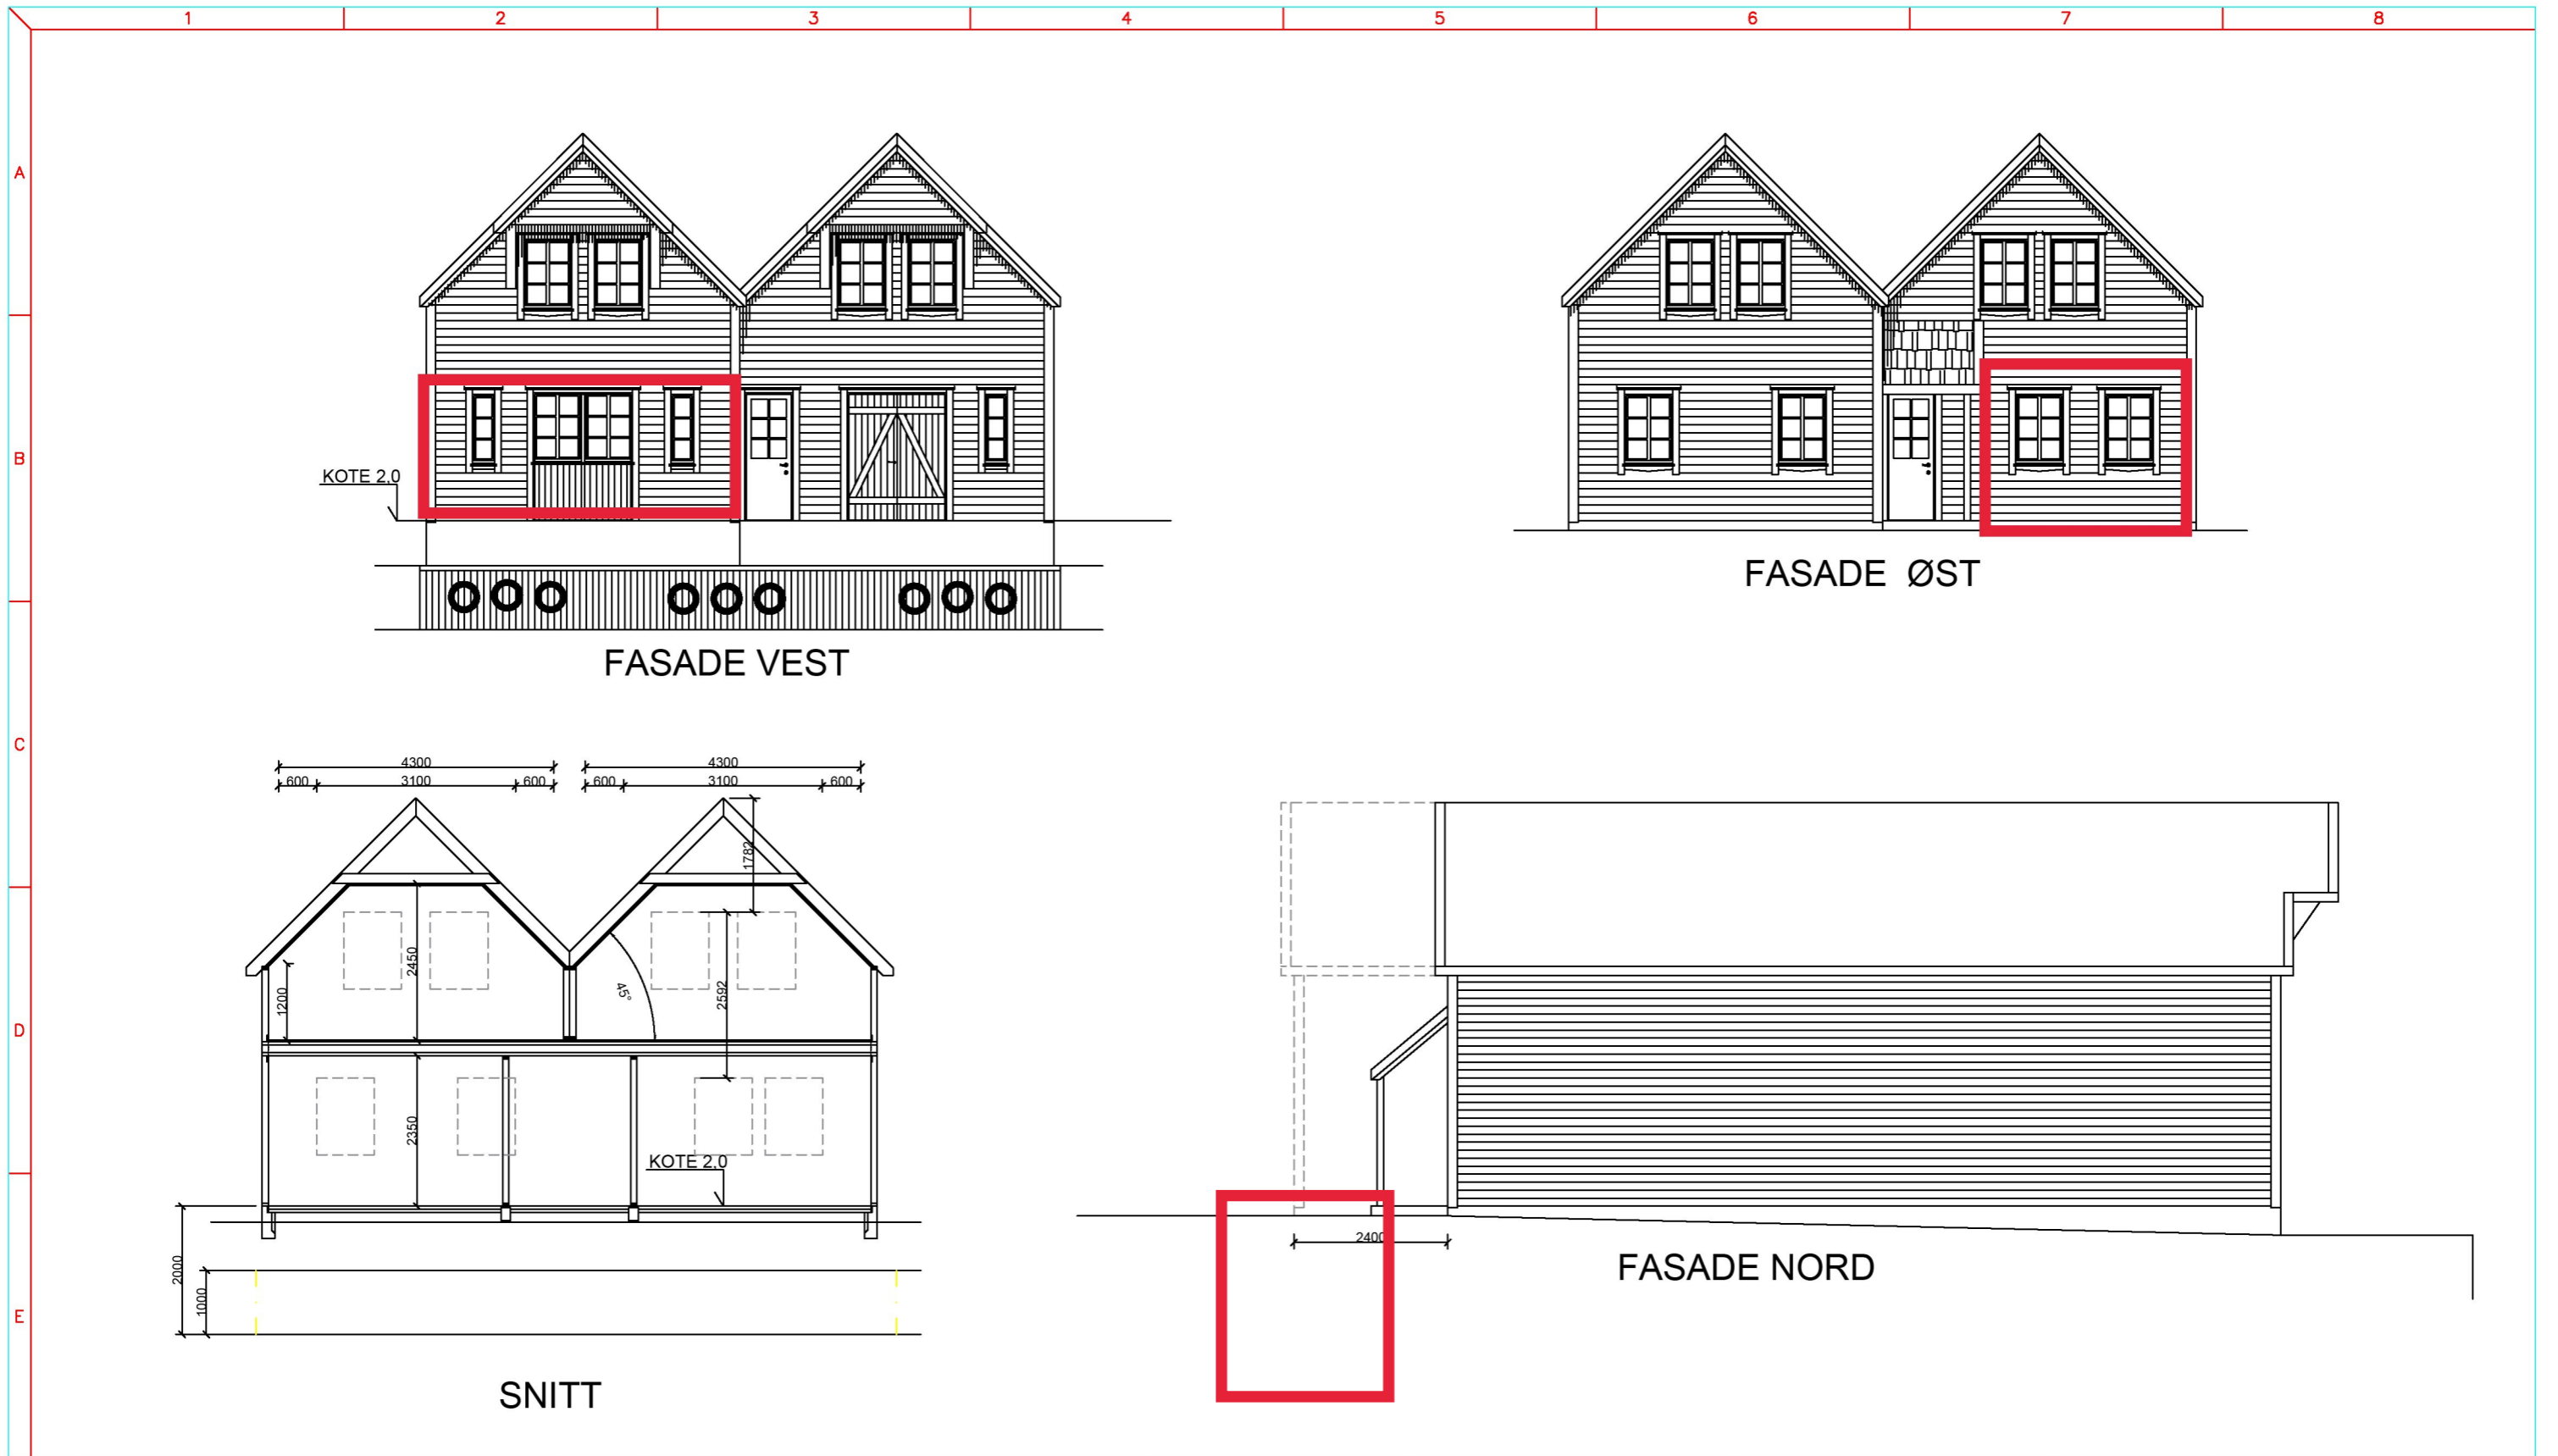 1 2 3 4 5 6 7 8
A
B
C
D
E
KOTE 2,0
FASADE VEST
FASADE ØST
4300 4300
600 3100 600 600 3100 600
1782
2450
1200
45°
2592
2350
KOTE 2,0
2000
1000
SNITT
2400
FASADE NORD